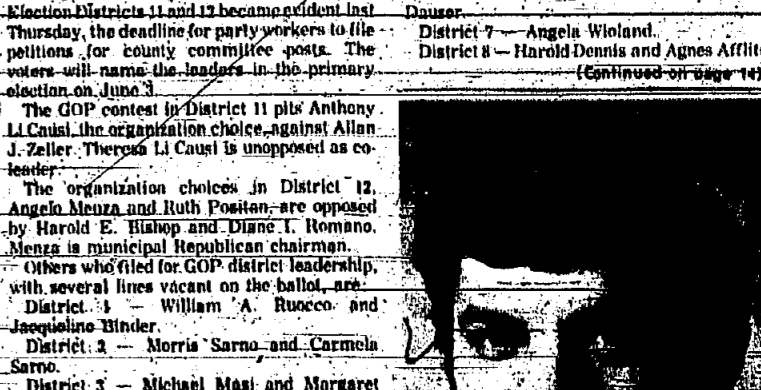 Election Districts 11 and 12 became evident last
Thursday, the deadline for party workers to file
petitions for county committee posts. The
voters will name the leaders in the primary
election on June 3.
The GOP contest in District 11 pits Anthony
Li Causi, the organization choice, against Allan
J. Zeller. Theresa Li Causi is unopposed as co-
leader.
The organization choices in District 12,
Angelo Menza and Ruth Positan, are opposed
by Harold E. Bishop and Diane I. Romano.
Menza is municipal Republican chairman.
Others who filed for GOP district leadership,
with several lines vacant on the ballot, are:
District 1 — William A. Ruocco and
Jacqueline Binder.
District 2 — Morris Sarno and Carmela
Sarno.
District 3 — Michael Masi and Margaret
Dauser.
District 7 — Angela Wioland.
District 8 — Harold Dennis and Agnes Afflit
(Continued on page 14)